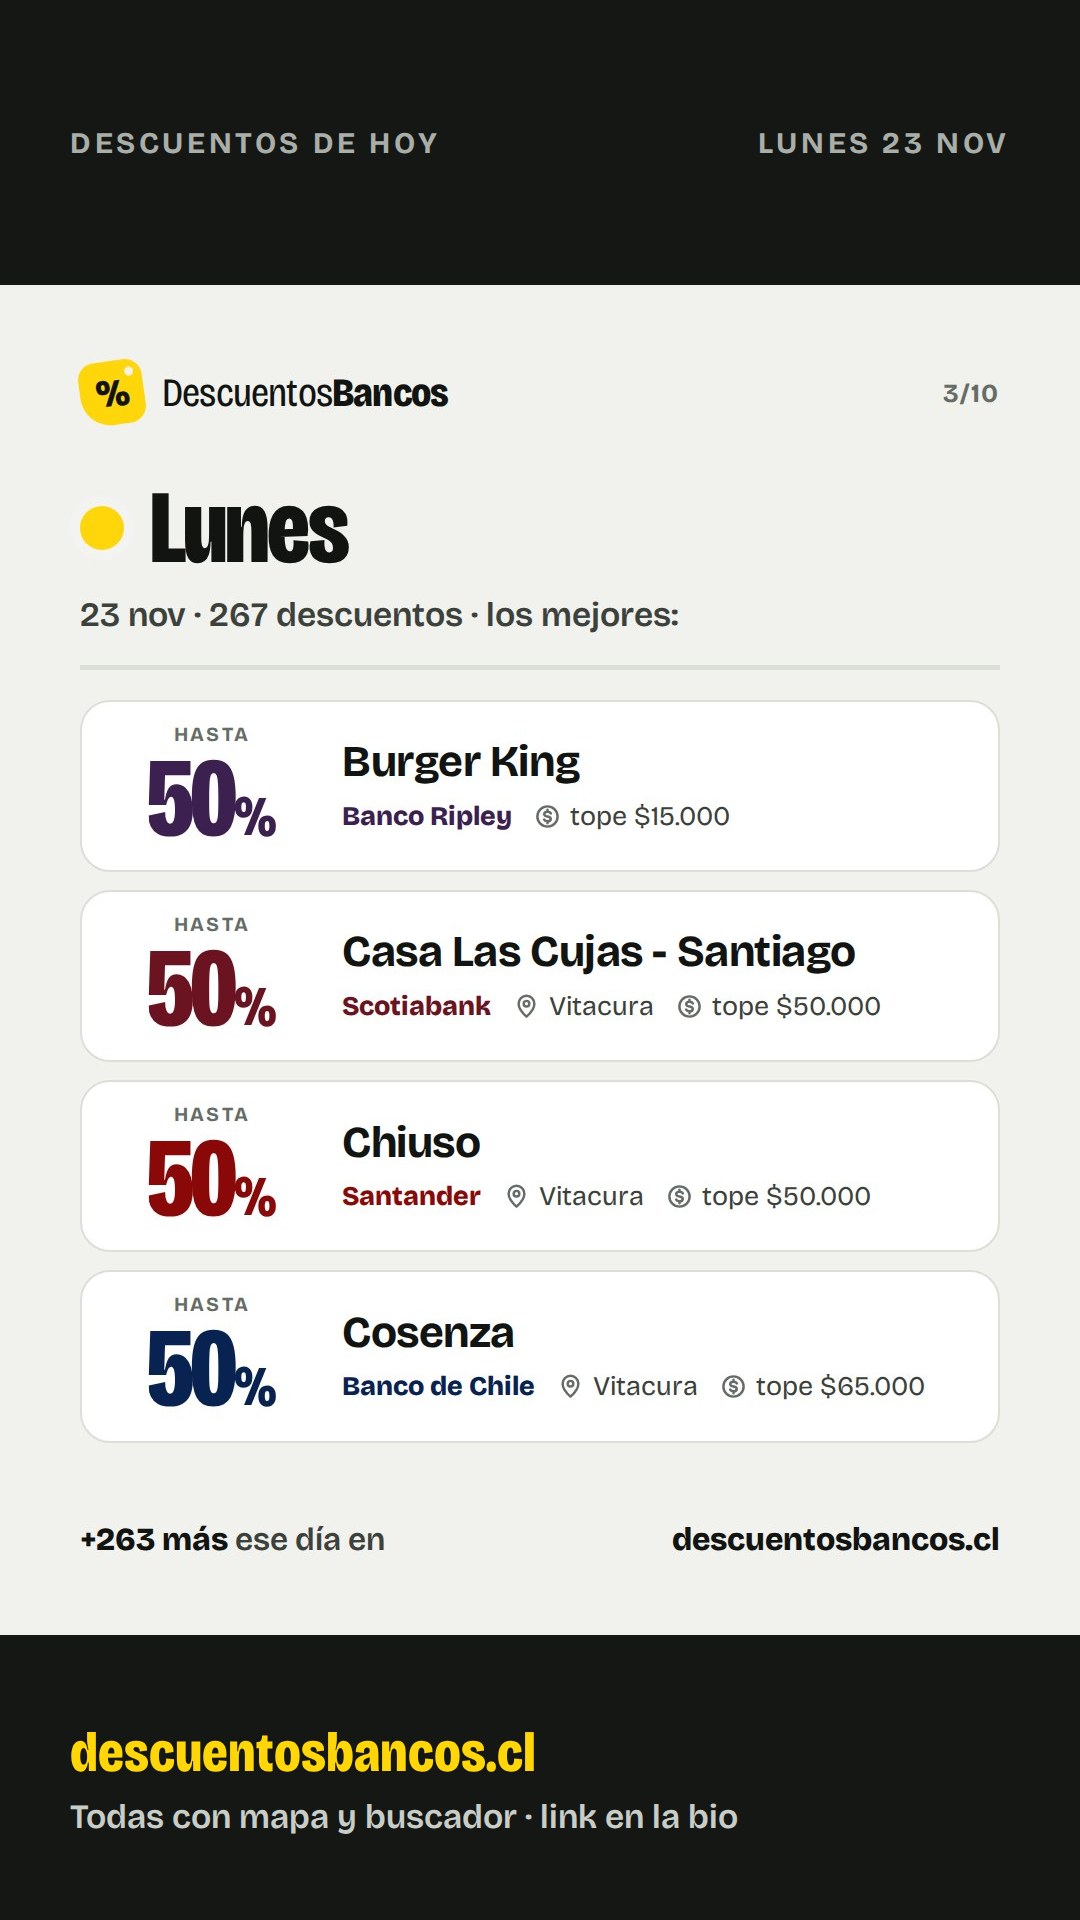 DESCUENTOS DE HOY
LUNES 23 NOV
% DescuentosBancos
3/10
Lunes
23 nov · 267 descuentos · los mejores:
HASTA
50%
Burger King
Banco Ripley $ tope $15.000
HASTA
50%
Casa Las Cujas - Santiago
Scotiabank Vitacura $ tope $50.000
HASTA
50%
Chiuso
Santander Vitacura $ tope $50.000
HASTA
50%
Cosenza
Banco de Chile Vitacura $ tope $65.000
+263 más ese día en
descuentosbancos.cl
descuentosbancos.cl
Todas con mapa y buscador · link en la bio